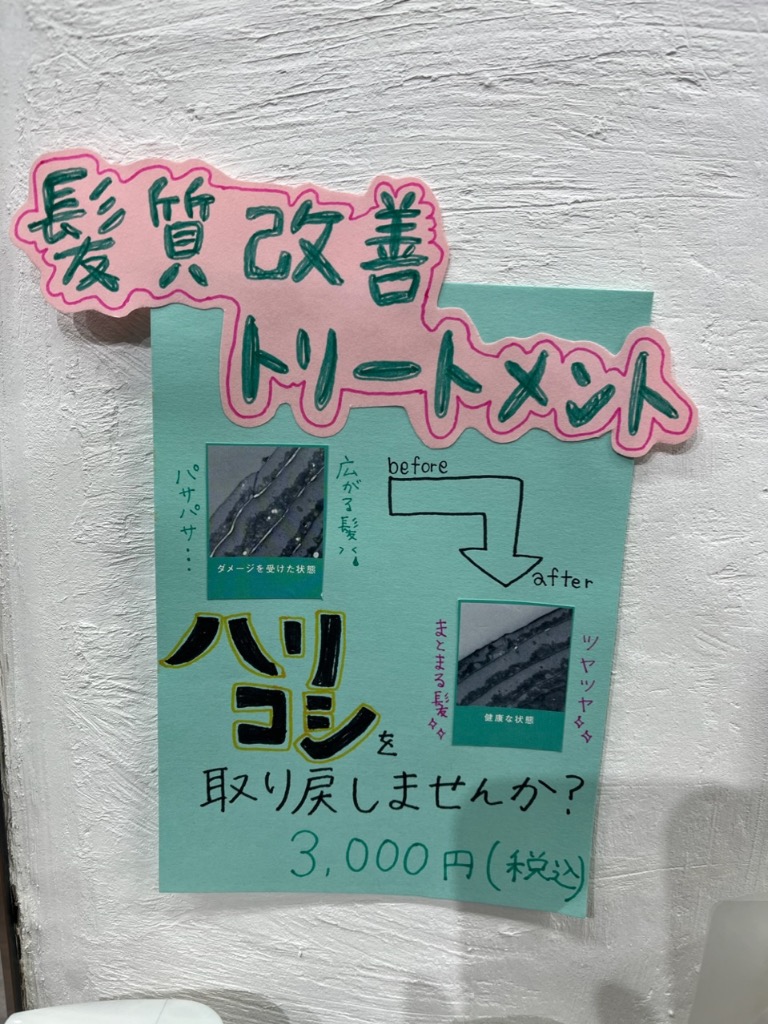 髪質改善
トリートメント
広がる髪
パサパサ…
ダメージを受けた状態
before
after
ツヤツヤ
まとまる髪
健康な状態
ハリ
コシを
取り戻しませんか?
3,000円(税込)